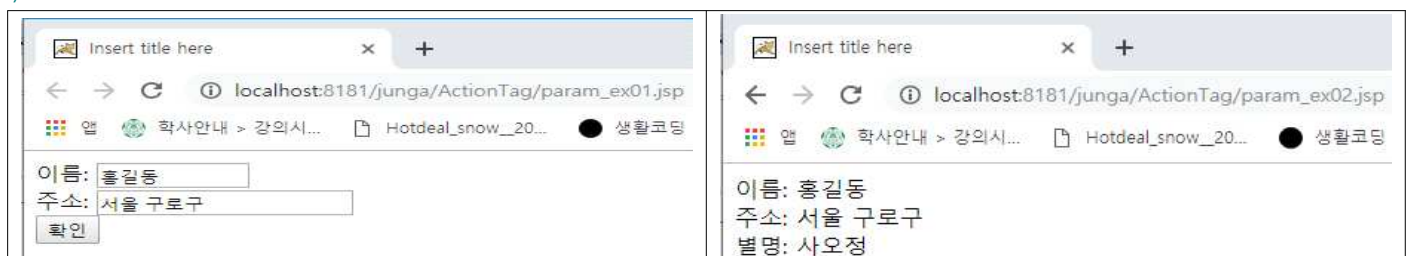 Insert title here × +
← → C ⓘ localhost:8181/junga/ActionTag/param_ex01.jsp
앱 학사안내 > 강의시... Hotdeal_snow__20... 생활코딩
이름: 홍길동
주소: 서울 구로구
확인
Insert title here × +
← → C ⓘ localhost:8181/junga/ActionTag/param_ex02.jsp
앱 학사안내 > 강의시... Hotdeal_snow__20... 생활코딩
이름: 홍길동
주소: 서울 구로구
별명: 사오정